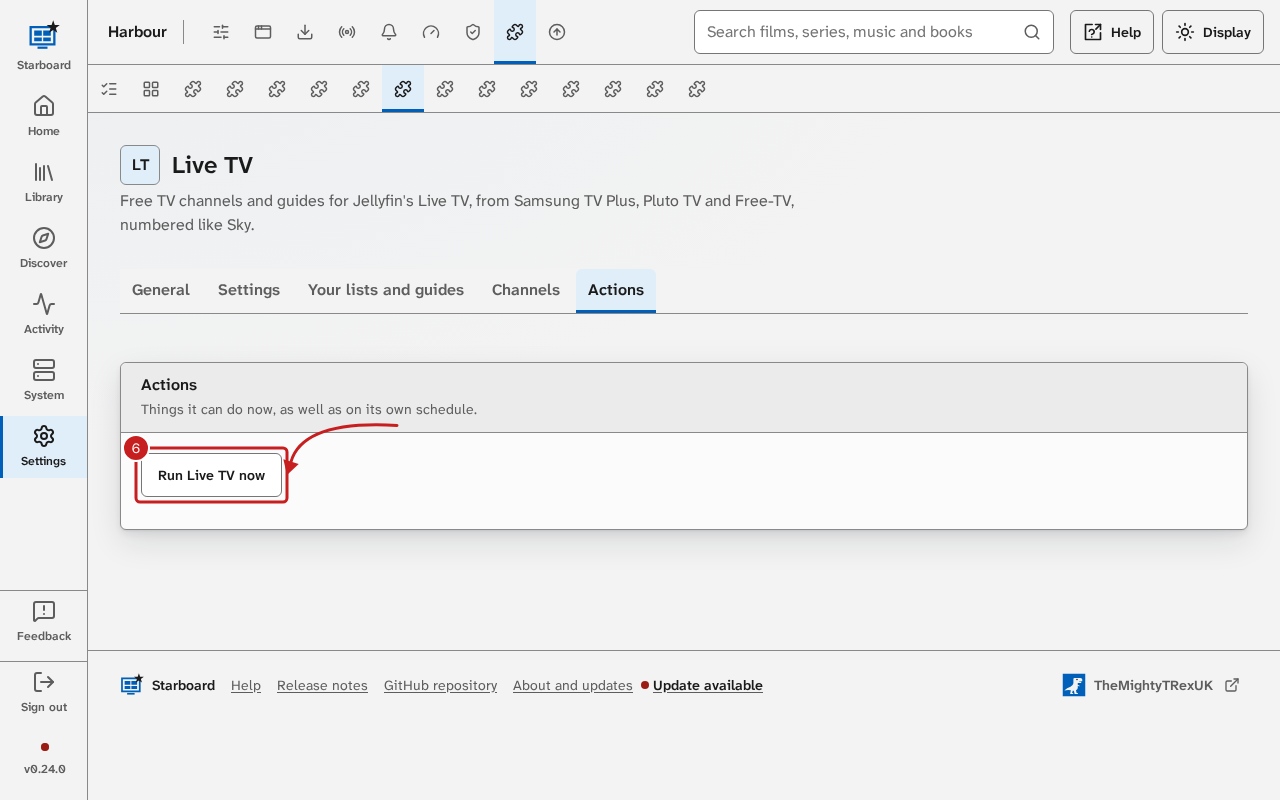 Starboard
Home
Library
Discover
Activity
System
Settings
Feedback
Sign out
v0.24.0
Harbour
Search films, series, music and books
Help
Display
LT
Live TV
Free TV channels and guides for Jellyfin's Live TV, from Samsung TV Plus, Pluto TV and Free-TV,
numbered like Sky.
General
Settings
Your lists and guides
Channels
Actions
Actions
Things it can do now, as well as on its own schedule.
6
Run Live TV now
Starboard
Help
Release notes
GitHub repository
About and updates
Update available
TheMightyTRexUK